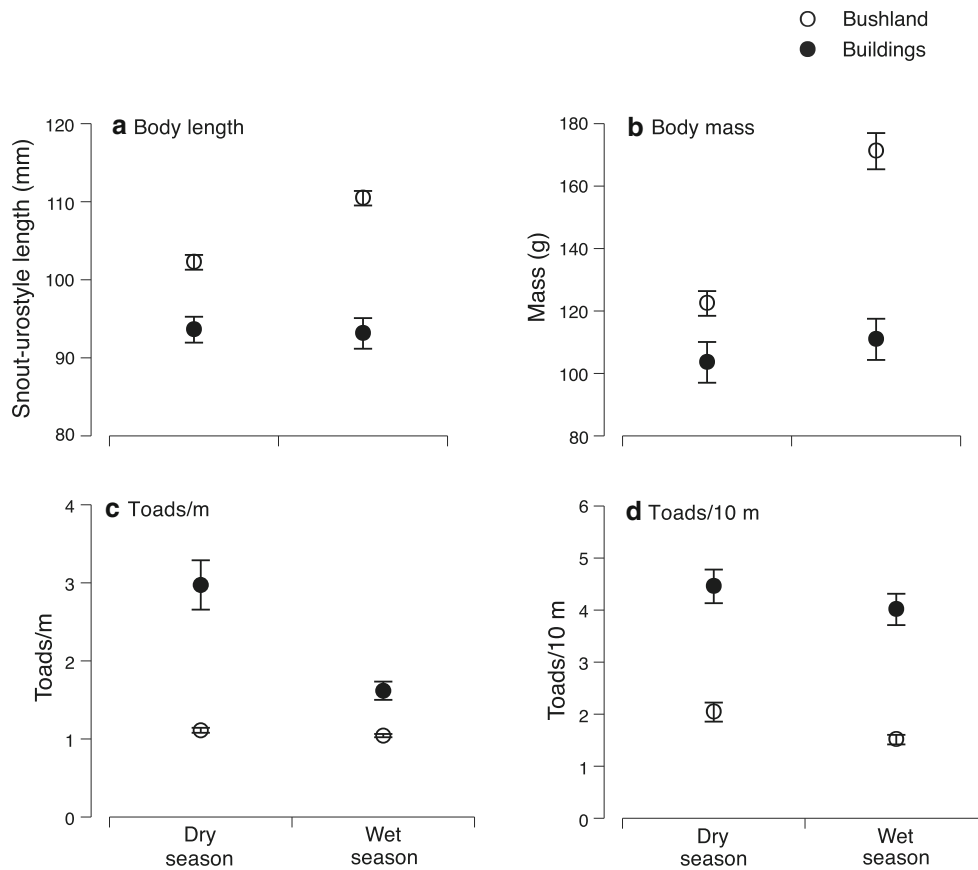 Bushland
Buildings
a Body length
Snout-urostyle length (mm)
120
110
100
90
80
b Body mass
Mass (g)
180
160
140
120
100
80
c Toads/m
Toads/m
4
3
2
1
0
Dry season
Wet season
d Toads/10 m
Toads/10 m
6
5
4
3
2
1
0
Dry season
Wet season